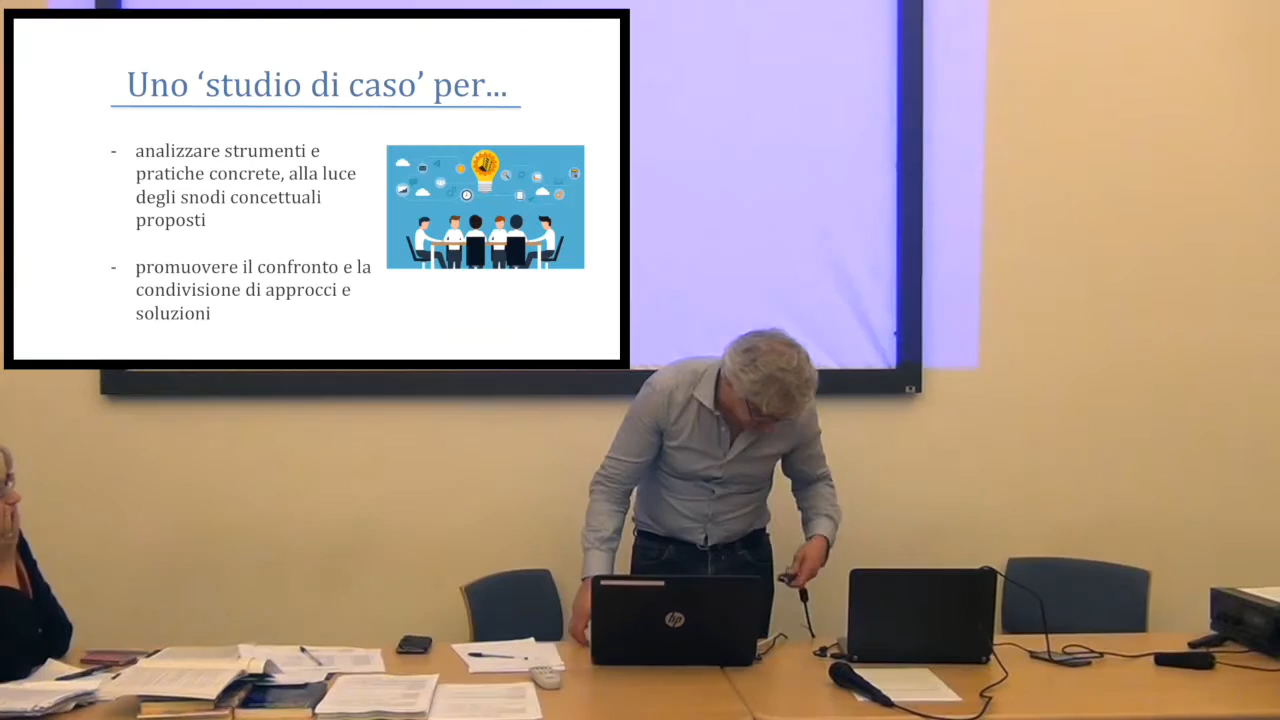 Uno ‘studio di caso’ per...
- analizzare strumenti e
pratiche concrete, alla luce
degli snodi concettuali
proposti
- promuovere il confronto e la
condivisione di approcci e
soluzioni
hp